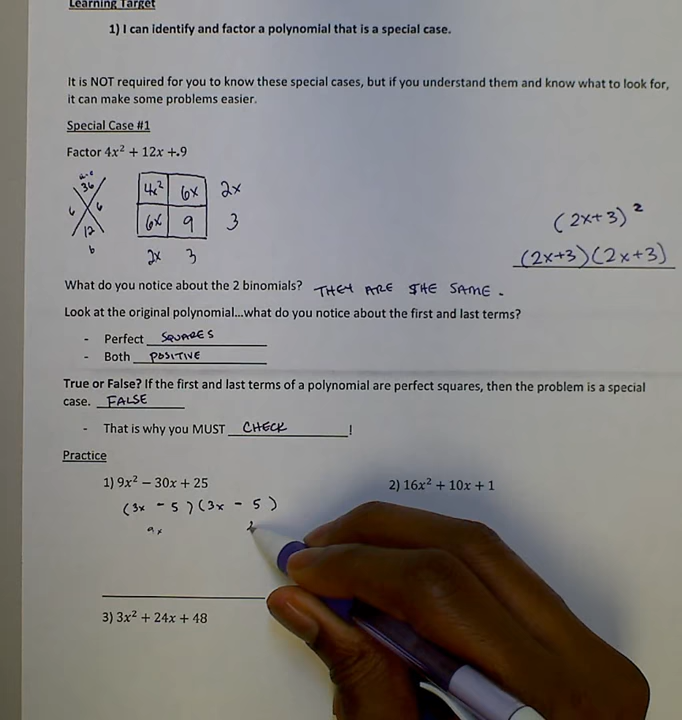 Learning Target
1) I can identify and factor a polynomial that is a special case.
It is NOT required for you to know these special cases, but if you understand them and know what to look for,
it can make some problems easier.
Special Case #1
Factor 4x² + 12x + 9
a·c
36
6 6
12
b
4x² 6x 2x
6x 9 3
2x 3
(2x+3)²
(2x+3)(2x+3)
What do you notice about the 2 binomials? THEY ARE THE SAME.
Look at the original polynomial...what do you notice about the first and last terms?
- Perfect SQUARES
- Both POSITIVE
True or False? If the first and last terms of a polynomial are perfect squares, then the problem is a special
case. FALSE
- That is why you MUST CHECK !
Practice
1) 9x² – 30x + 25
(3x - 5)(3x - 5)
9x
2) 16x² + 10x + 1
3) 3x² + 24x + 48